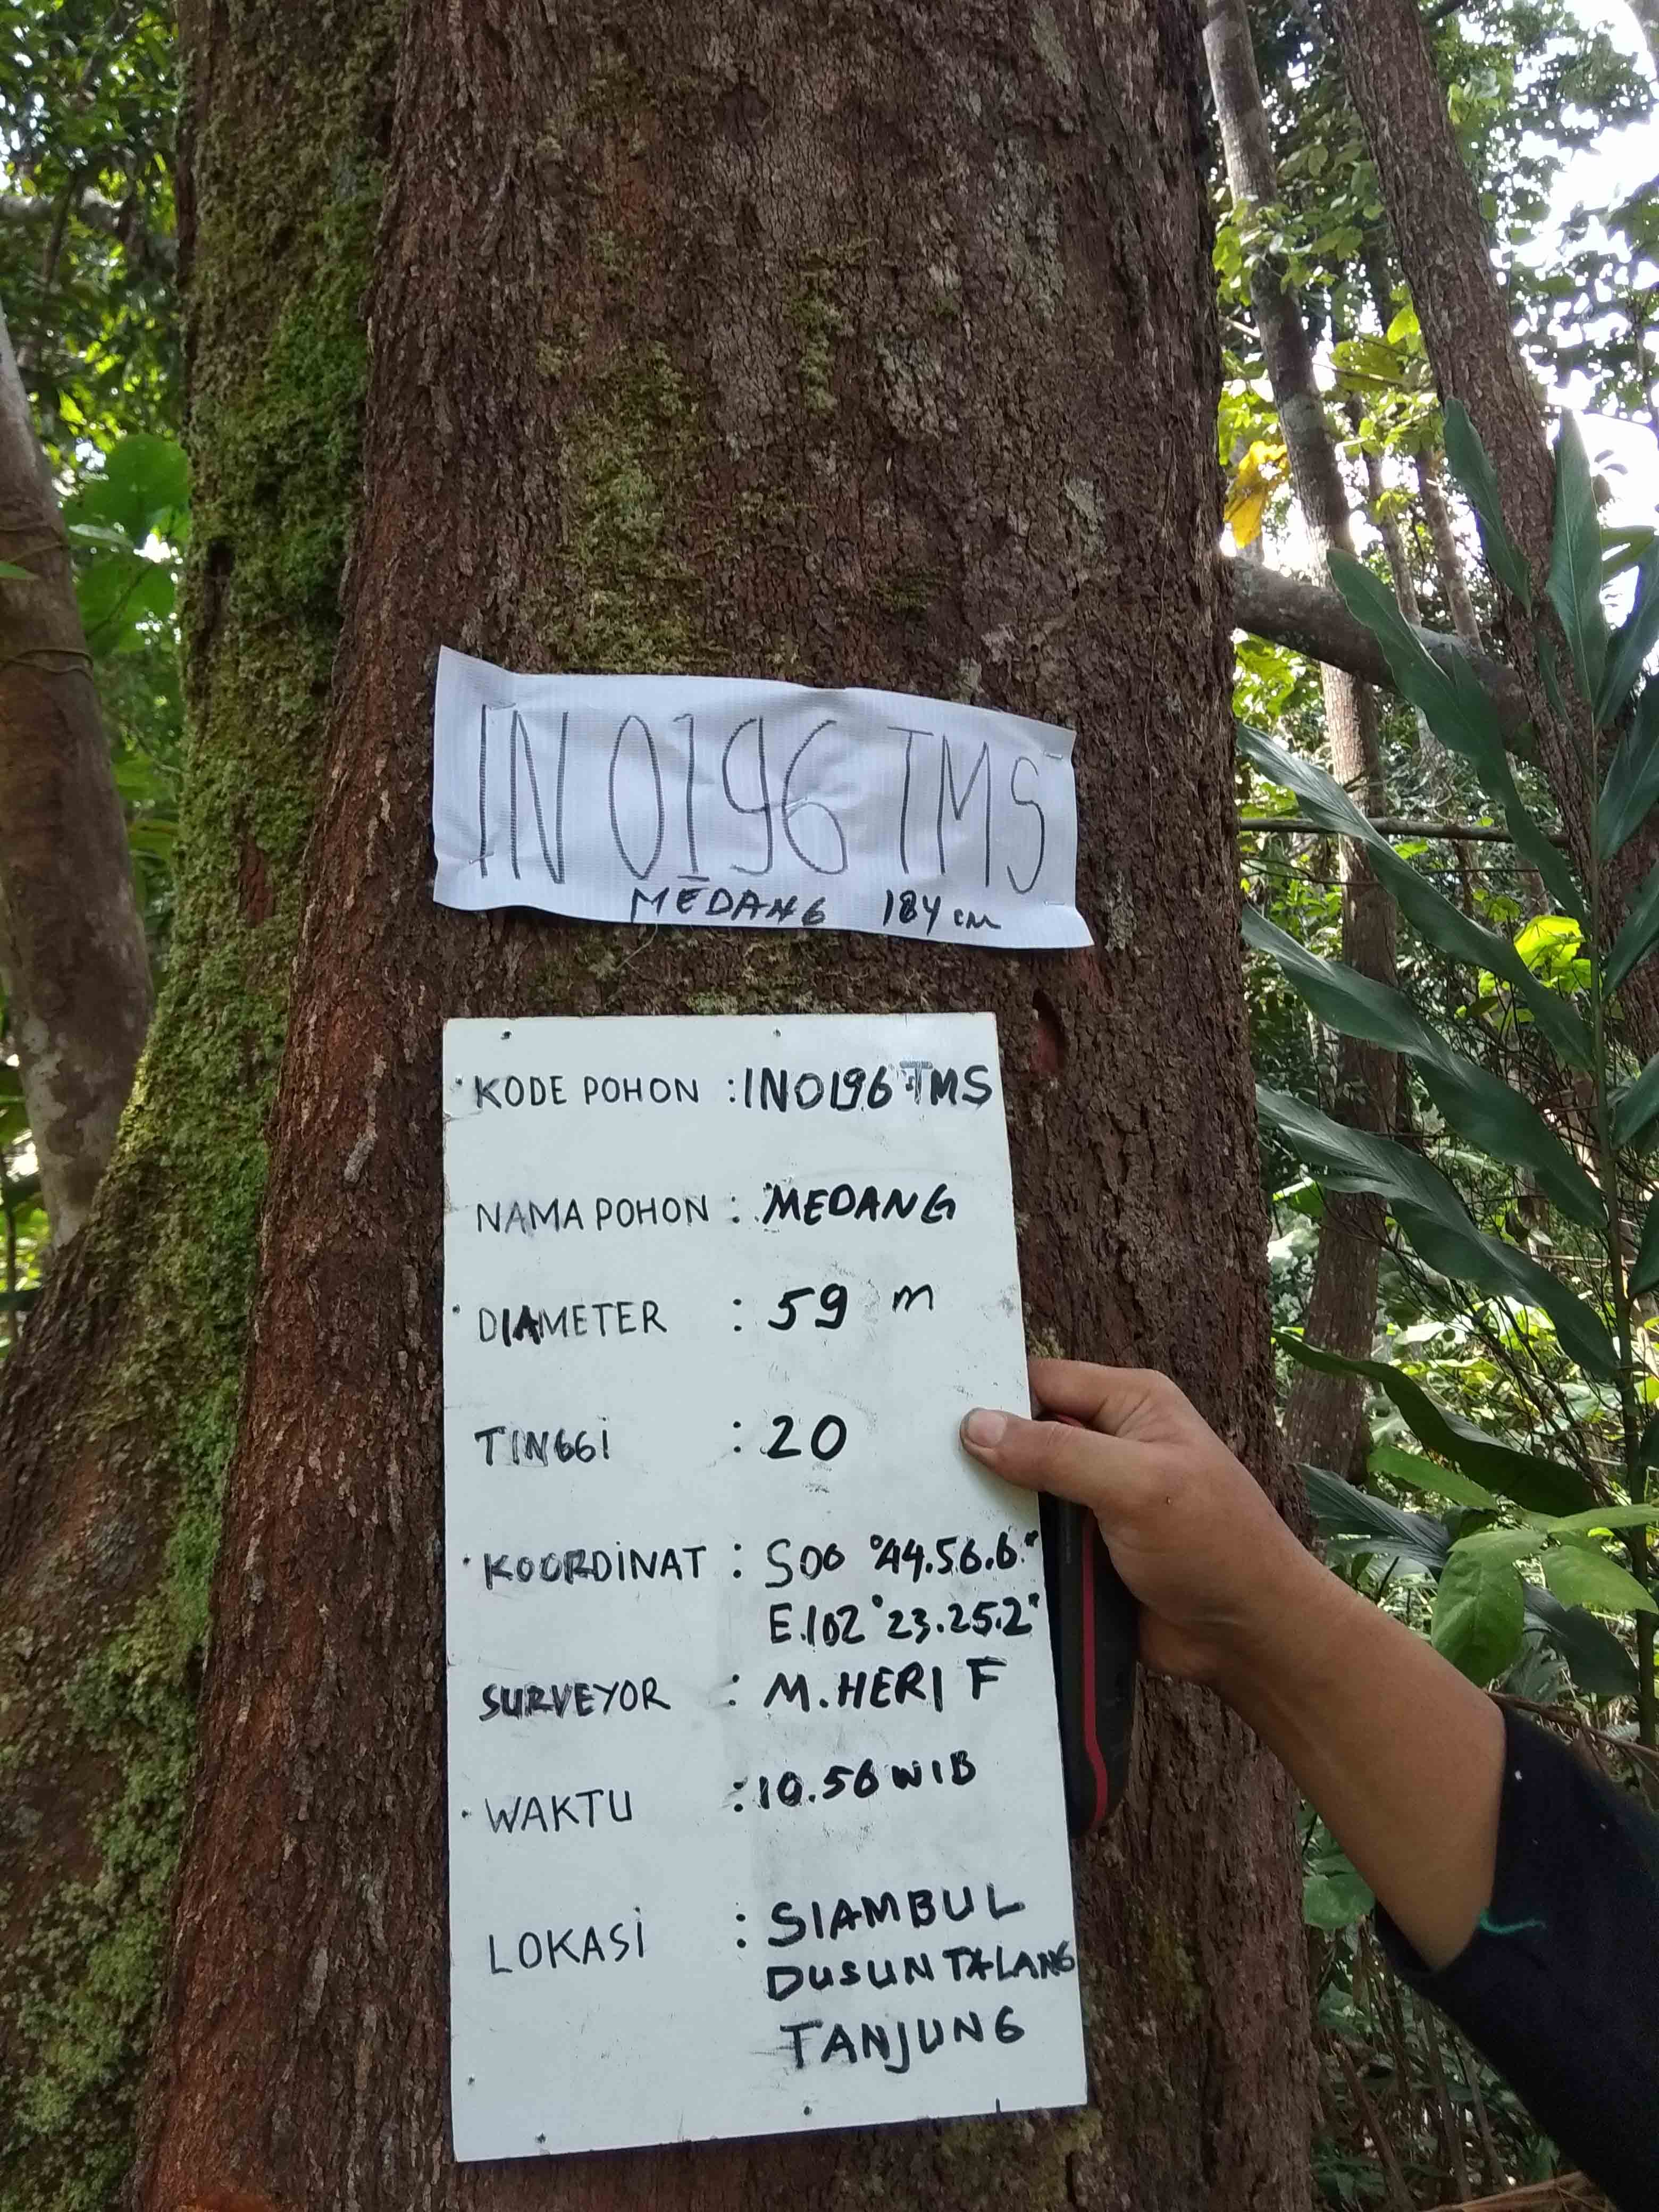 IN 0196 TMS
MEDANG 184 cm
KODE POHON : IN0196 TMS
NAMA POHON : MEDANG
DIAMETER : 59 m
TINGGI : 20
KOORDINAT : S00 °44.56.6"
E.102°23.25.2"
SURVEYOR : M. HERI F
WAKTU : 10.56 WIB
LOKASI : SIAMBUL
DUSUN TALANG
TANJUNG